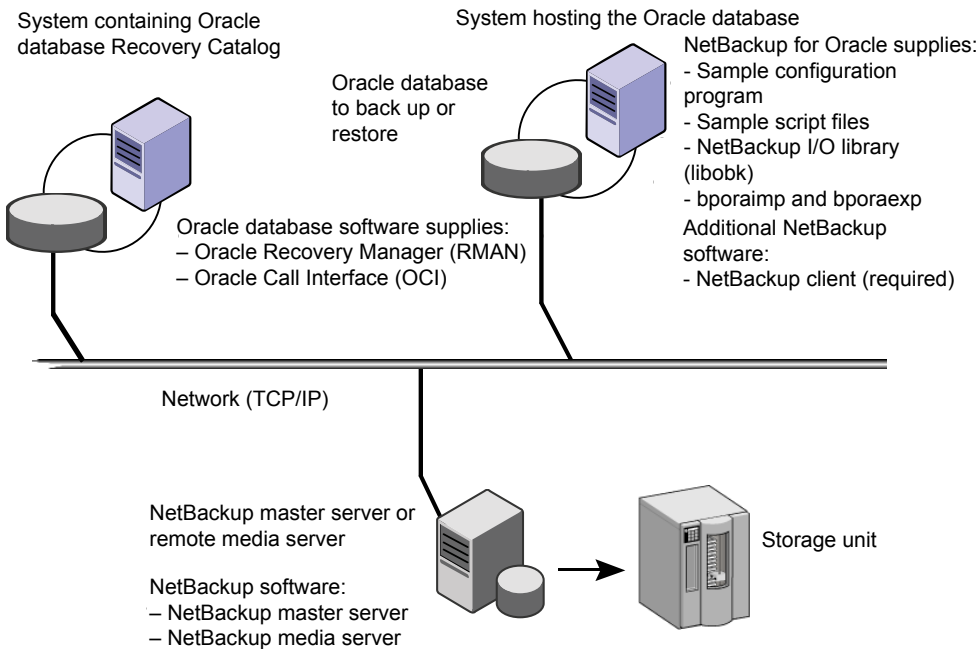 System containing Oracle
database Recovery Catalog
System hosting the Oracle database
Oracle database
to back up or
restore
NetBackup for Oracle supplies:
- Sample configuration
program
- Sample script files
- NetBackup I/O library
(libobk)
- bporaimp and bporaexp
Additional NetBackup
software:
- NetBackup client (required)
Oracle database software supplies:
– Oracle Recovery Manager (RMAN)
– Oracle Call Interface (OCI)
Network (TCP/IP)
NetBackup master server or
remote media server
NetBackup software:
– NetBackup master server
– NetBackup media server
Storage unit